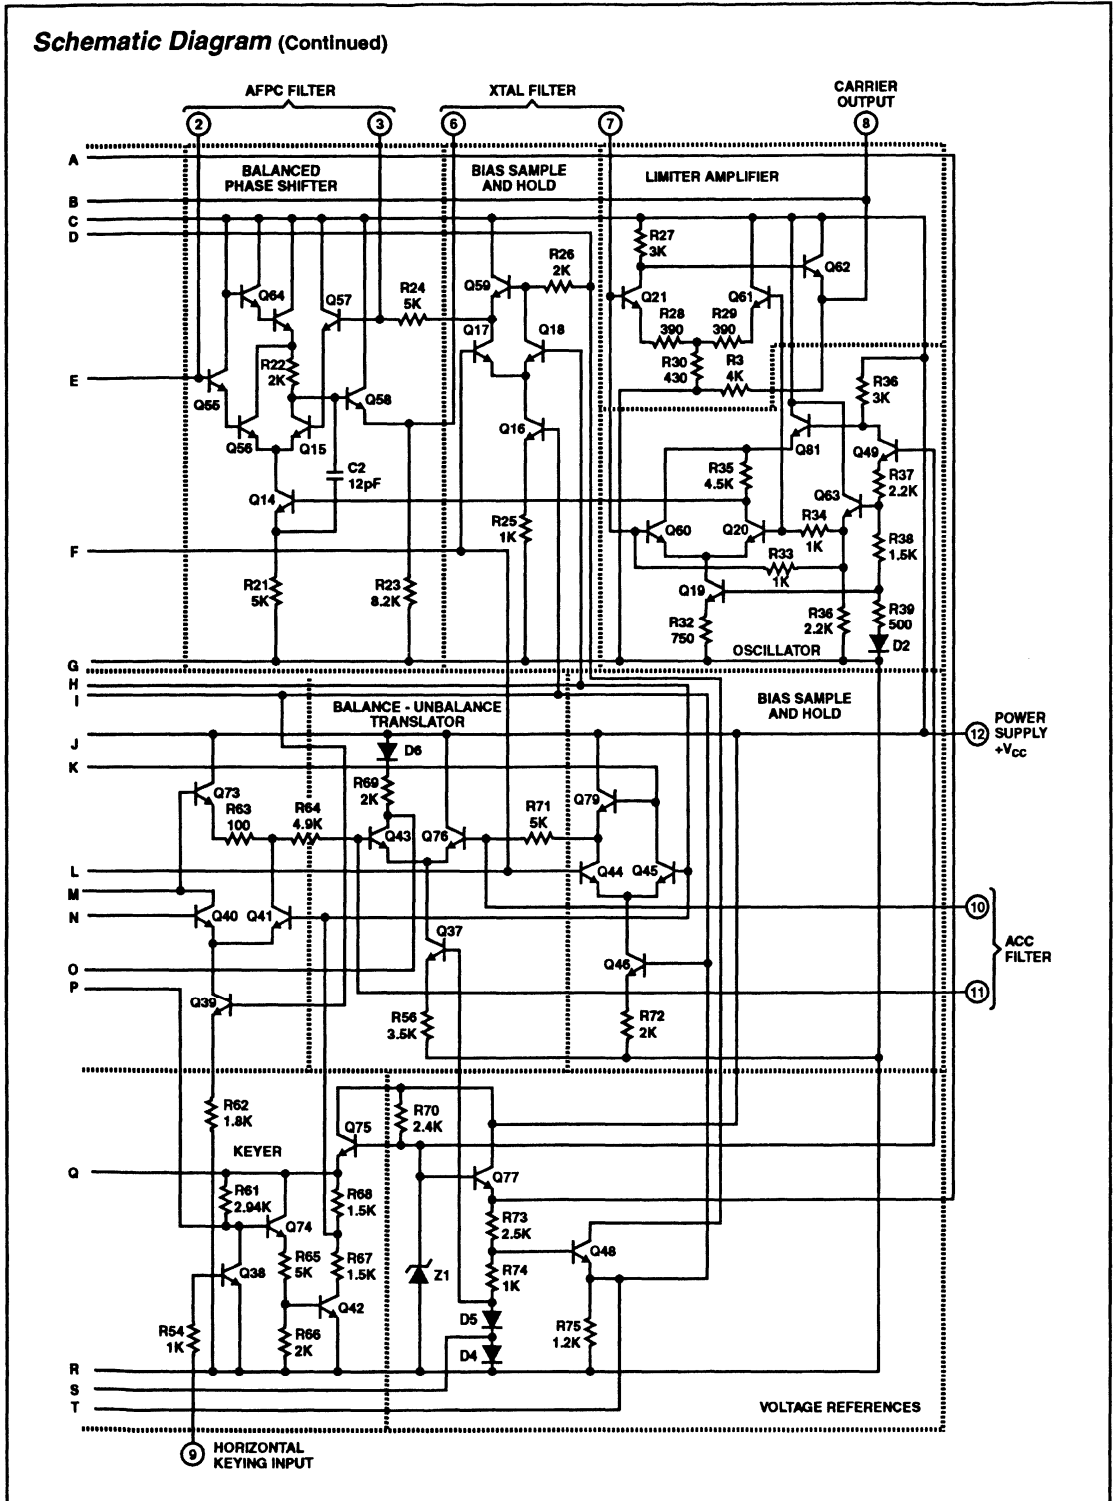 Schematic Diagram (Continued)
AFPC FILTER
XTAL FILTER
CARRIER
OUTPUT
2
3
6
7
8
A
BALANCED
PHASE SHIFTER
BIAS SAMPLE
AND HOLD
LIMITER AMPLIFIER
B
C
D
R27
3K
R26
2K
Q62
Q59
Q64
Q57
R24
5K
Q21
Q61
R28
390
R29
390
Q17
Q18
R22
2K
R30
430
R3
4K
R36
3K
E
Q55
Q58
Q56
Q15
Q16
Q81
Q49
C2
12pF
R35
4.5K
R37
2.2K
Q14
Q63
R25
1K
Q60
Q20
R34
1K
R38
1.5K
F
R33
1K
R21
5K
R23
8.2K
Q19
R32
750
R36
2.2K
R39
500
D2
OSCILLATOR
G
H
I
BALANCE - UNBALANCE
TRANSLATOR
BIAS SAMPLE
AND HOLD
J
D6
12
POWER
SUPPLY
+VCC
K
R69
2K
Q73
Q79
R63
100
R64
4.9K
R71
5K
Q43
Q76
L
Q44
Q45
M
N
Q40
Q41
10
Q37
ACC
FILTER
O
Q46
P
11
Q39
R56
3.5K
R72
2K
R62
1.8K
R70
2.4K
Q75
KEYER
Q
Q77
R61
2.94K
R68
1.5K
Q74
R73
2.5K
Q48
R65
5K
R67
1.5K
Q38
Z1
R74
1K
Q42
D5
R54
1K
R66
2K
R75
1.2K
D4
R
S
T
VOLTAGE REFERENCES
9
HORIZONTAL
KEYING INPUT